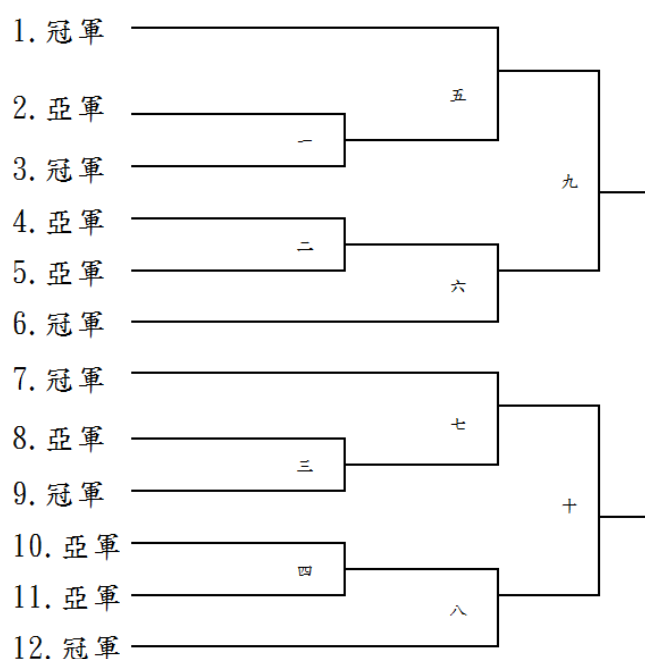 1.冠軍
五
2.亞軍
一
3.冠軍
九
4.亞軍
二
5.亞軍
六
6.冠軍
7.冠軍
七
8.亞軍
三
9.冠軍
十
10.亞軍
四
11.亞軍
八
12.冠軍